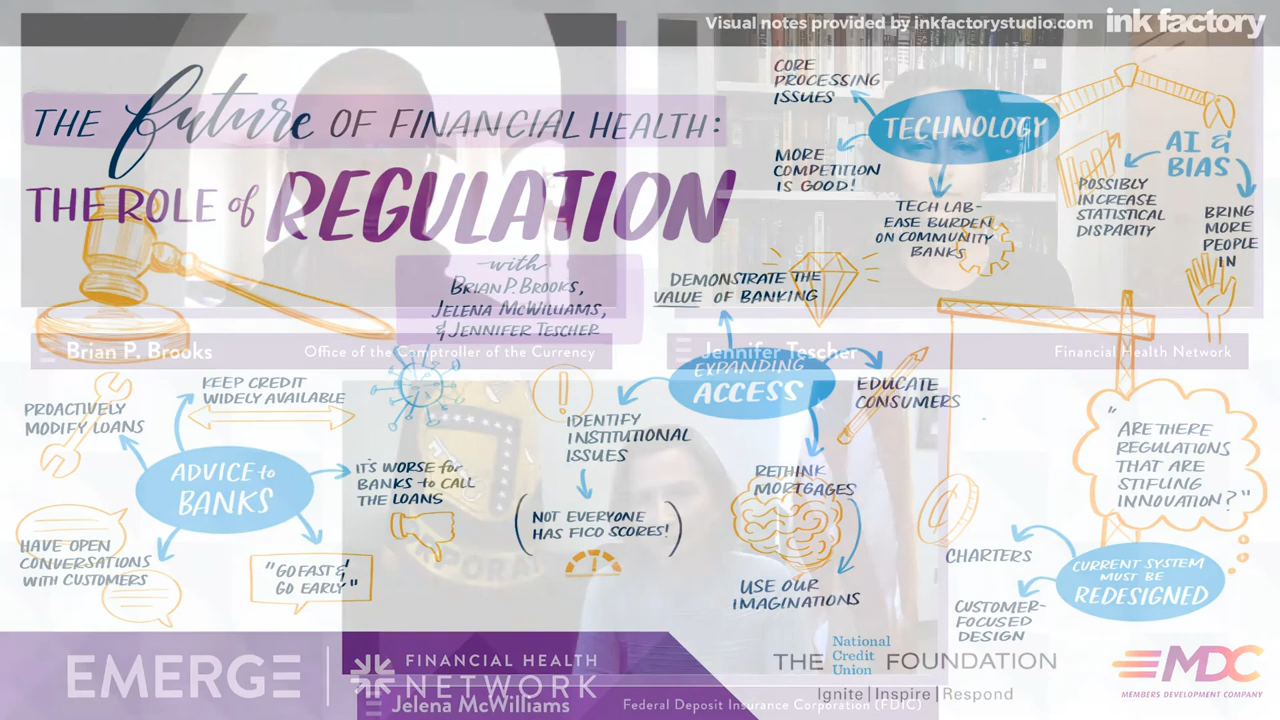 Visual notes provided by inkfactorystudio.com ink factory
THE future OF FINANCIAL HEALTH:
THE ROLE of REGULATION
with
BRIAN P. BROOKS,
JELENA McWILLIAMS,
& JENNIFER TESCHER
Brian P. Brooks
Office of the Comptroller of the Currency
Jennifer Tescher
Financial Health Network
TECHNOLOGY
CORE
PROCESSING
ISSUES
MORE
COMPETITION
IS GOOD!
TECH LAB-
EASE BURDEN
ON COMMUNITY
BANKS
AI &
BIAS
POSSIBLY
INCREASE
STATISTICAL
DISPARITY
BRING
MORE
PEOPLE
IN
ADVICE to
BANKS
PROACTIVELY
MODIFY LOANS
KEEP CREDIT
WIDELY AVAILABLE
IT'S WORSE for
BANKS to CALL
THE LOANS
HAVE OPEN
CONVERSATIONS
WITH CUSTOMERS
"GO FAST &
GO EARLY"
EXPANDING
ACCESS
DEMONSTRATE THE
VALUE OF BANKING
IDENTIFY
INSTITUTIONAL
ISSUES
(NOT EVERYONE
HAS FICO SCORES!)
EDUCATE
CONSUMERS
RETHINK
MORTGAGES
USE OUR
IMAGINATIONS
"ARE THERE
REGULATIONS
THAT ARE
STIFLING
INNOVATION?"
CURRENT SYSTEM
MUST BE
REDESIGNED
CHARTERS
CUSTOMER-
FOCUSED
DESIGN
PORA
EMERGE
FINANCIAL HEALTH
NETWORK
Jelena McWilliams
Federal Deposit Insurance Corporation (FDIC)
THE National Credit Union FOUNDATION
Ignite | Inspire | Respond
MDC
MEMBERS DEVELOPMENT COMPANY